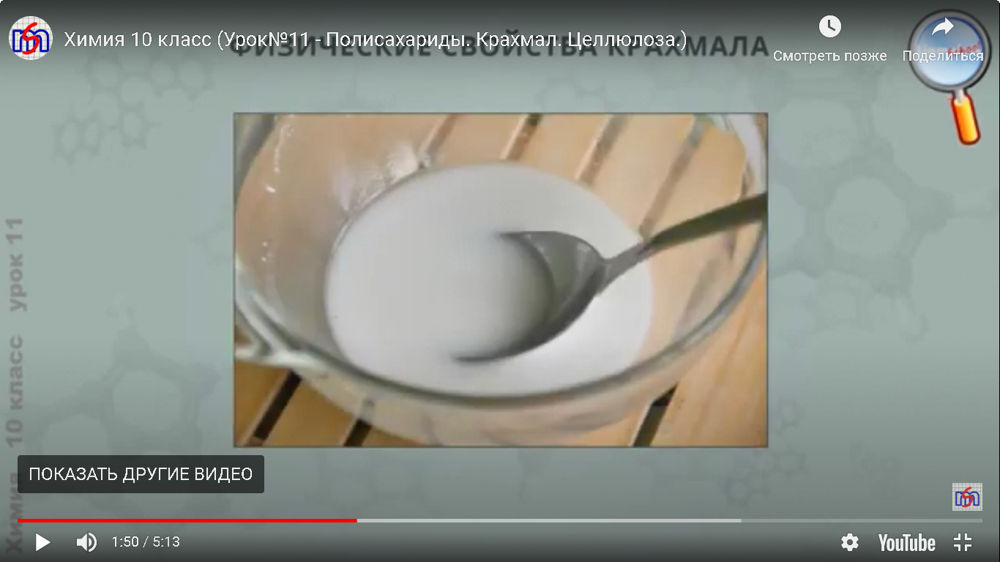 Химия 10 класс (Урок№11 - Полисахариды. Крахмал. Целлюлоза.)
ФИЗИЧЕСКИЕ СВОЙСТВА КРАХМАЛА
Смотреть позже
Поделиться
Химия 10 класс урок 11
ПОКАЗАТЬ ДРУГИЕ ВИДЕО
1:50 / 5:13
YouTube